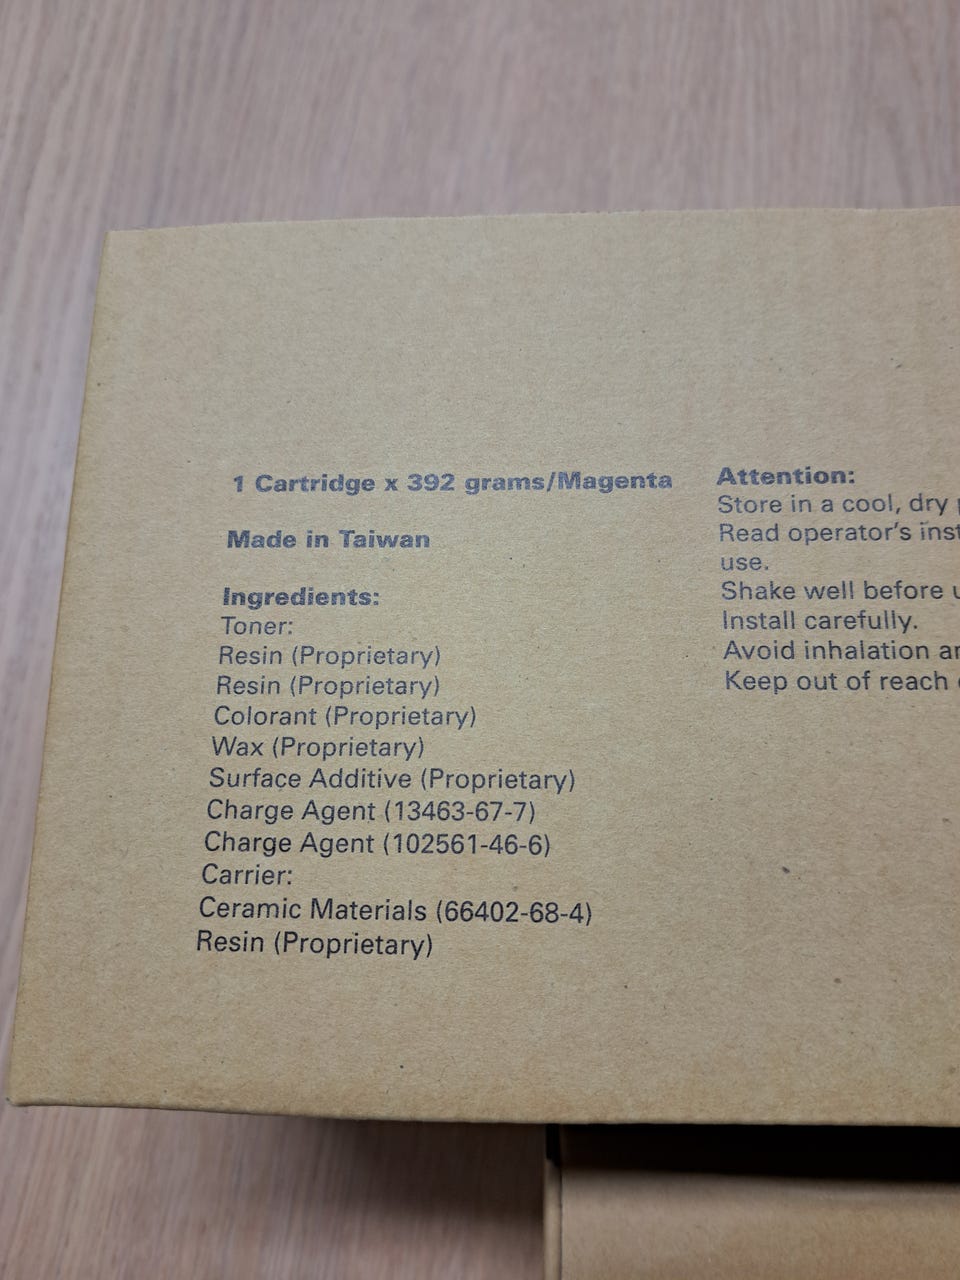 1 Cartridge x 392 grams/Magenta
Made in Taiwan
Ingredients:
Toner:
Resin (Proprietary)
Resin (Proprietary)
Colorant (Proprietary)
Wax (Proprietary)
Surface Additive (Proprietary)
Charge Agent (13463-67-7)
Charge Agent (102561-46-6)
Carrier:
Ceramic Materials (66402-68-4)
Resin (Proprietary)
Attention:
Store in a cool, dry
Read operator's
use.
Shake well before
Install carefully.
Avoid inhalation
Keep out of reach